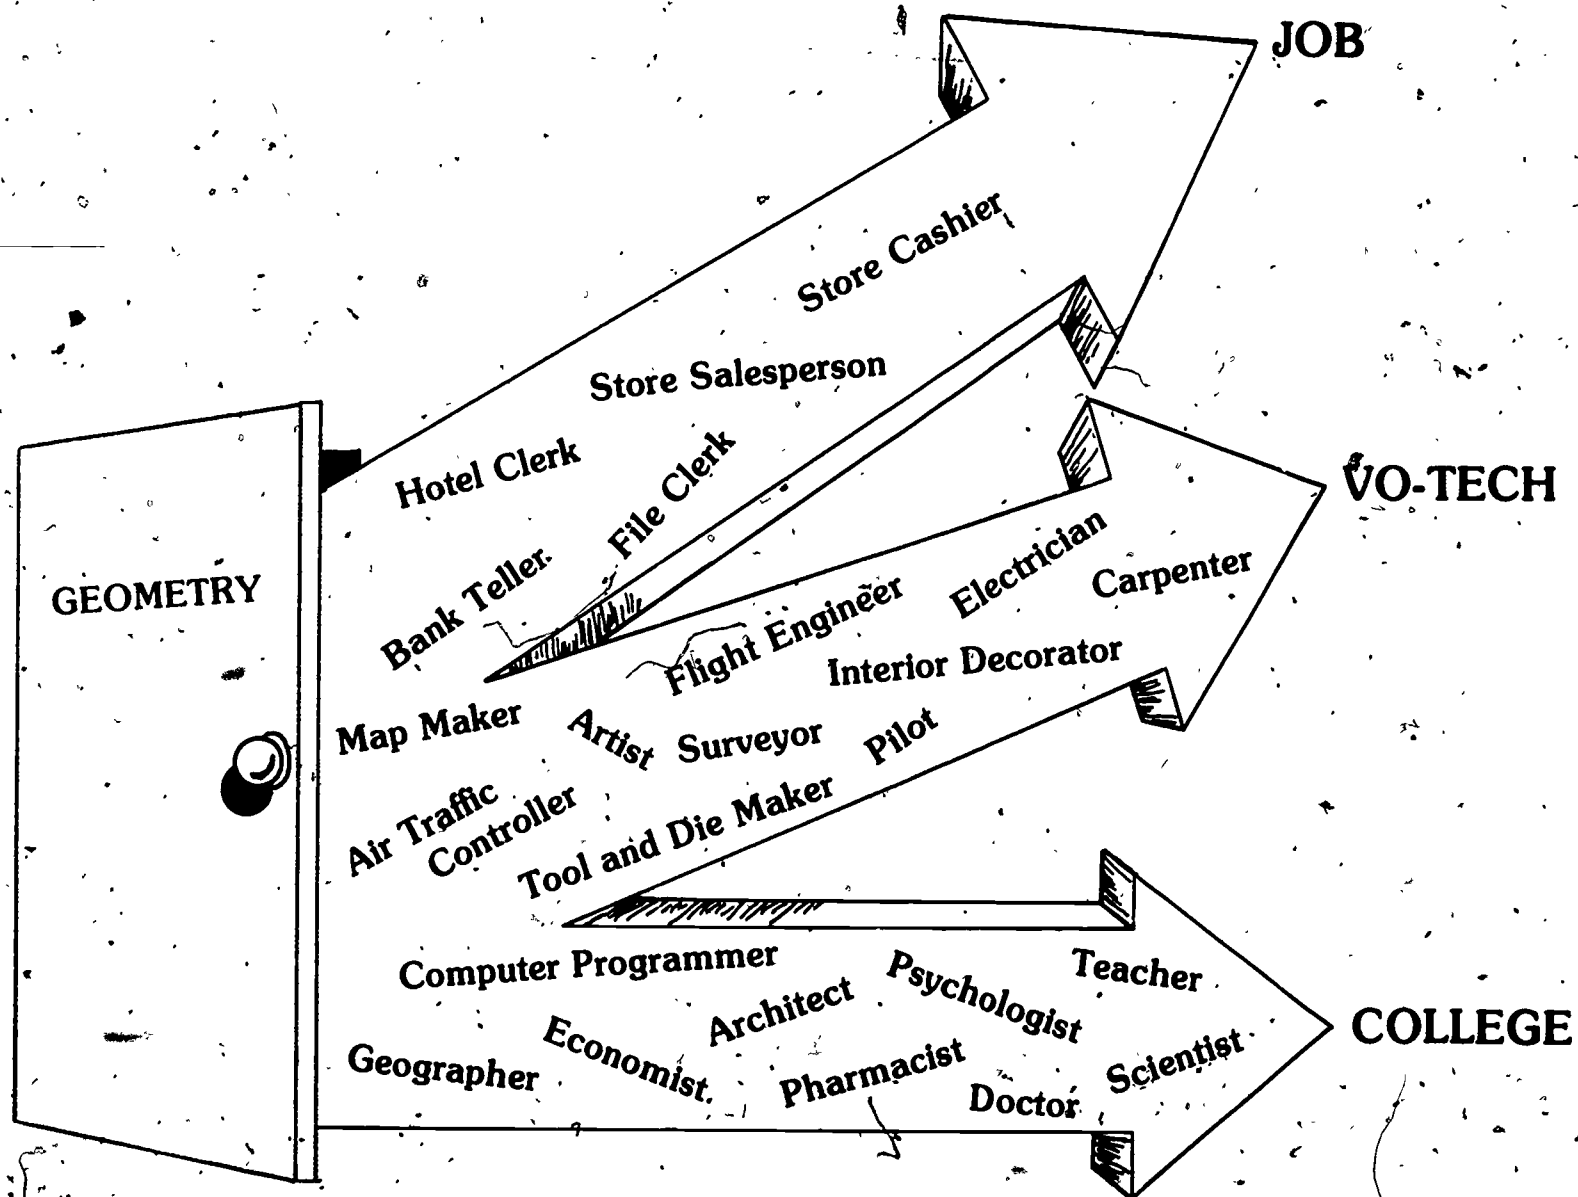 JOB
Store Cashier
Store Salesperson
Hotel Clerk
File Clerk
Bank Teller
VO-TECH
GEOMETRY
Electrician
Carpenter
Flight Engineer
Interior Decorator
Map Maker
Artist
Surveyor
Pilot
Air Traffic
Controller
Tool and Die Maker
COLLEGE
Computer Programmer
Psychologist
Teacher
Architect
Economist
Geographer
Pharmacist
Doctor
Scientist